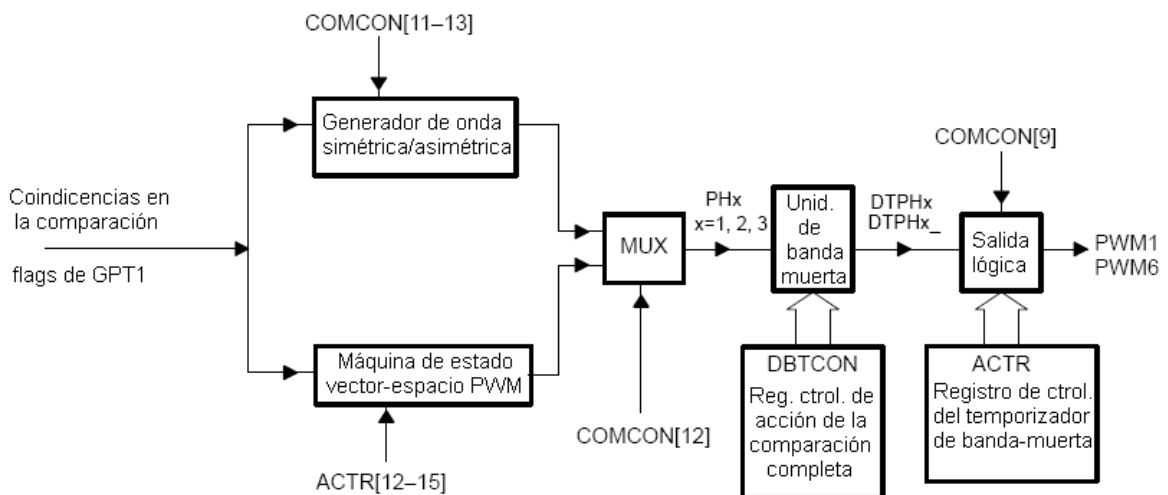 COMCON[11–13]
Generador de onda
simétrica/asimétrica
Coindicencias en
la comparación
flags de GPT1
Máquina de estado
vector-espacio PWM
ACTR[12–15]
MUX
COMCON[12]
PHx
x=1, 2, 3
Unid.
de
banda
muerta
DBTCON
Reg. ctrol. de
acción de la
comparación
completa
DTPHx
DTPHx_
COMCON[9]
Salida
lógica
ACTR
Registro de ctrol.
del temporizador
de banda-muerta
PWM1
PWM6